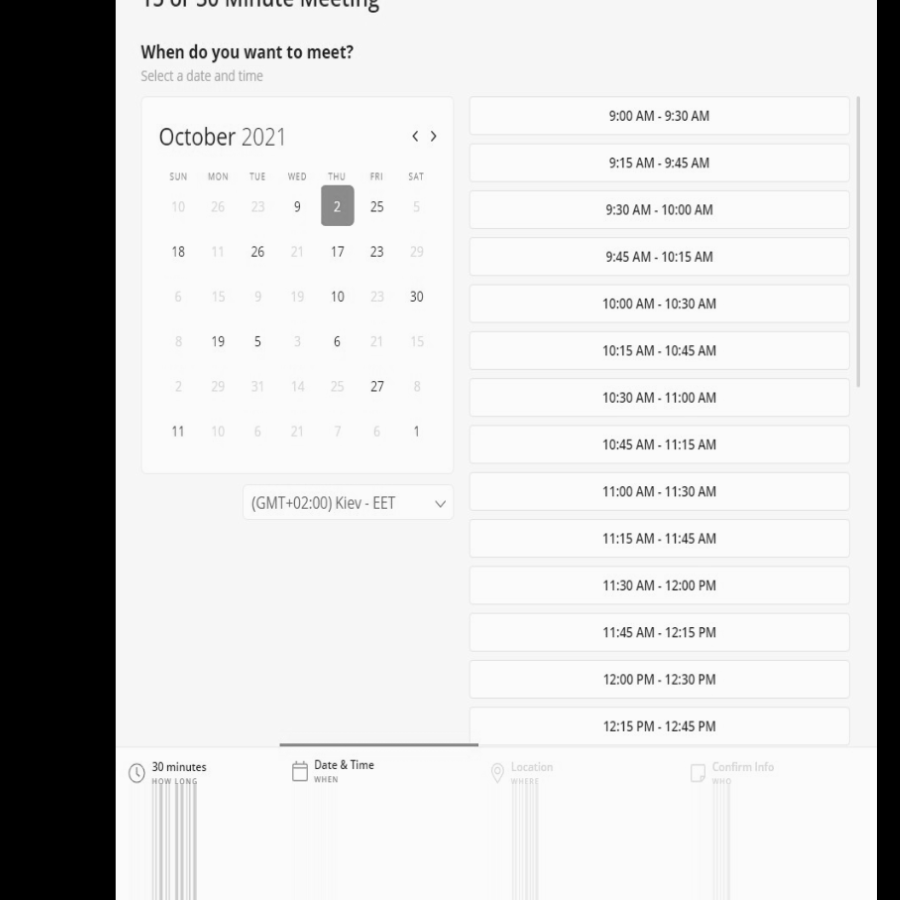 15 or 30 Minute Meeting
When do you want to meet?
Select a date and time
October 2021
SUN MON TUE WED THU FRI SAT
10 26 23 9 2 25 5
18 11 26 21 17 23 29
6 15 9 19 10 23 30
8 19 5 3 6 21 15
2 29 31 14 25 27 8
11 10 6 21 7 6 1
(GMT+02:00) Kiev - EET
9:00 AM - 9:30 AM
9:15 AM - 9:45 AM
9:30 AM - 10:00 AM
9:45 AM - 10:15 AM
10:00 AM - 10:30 AM
10:15 AM - 10:45 AM
10:30 AM - 11:00 AM
10:45 AM - 11:15 AM
11:00 AM - 11:30 AM
11:15 AM - 11:45 AM
11:30 AM - 12:00 PM
11:45 AM - 12:15 PM
12:00 PM - 12:30 PM
12:15 PM - 12:45 PM
30 minutes
HOW LONG
Date & Time
WHEN
Location
WHERE
Confirm Info
WHO